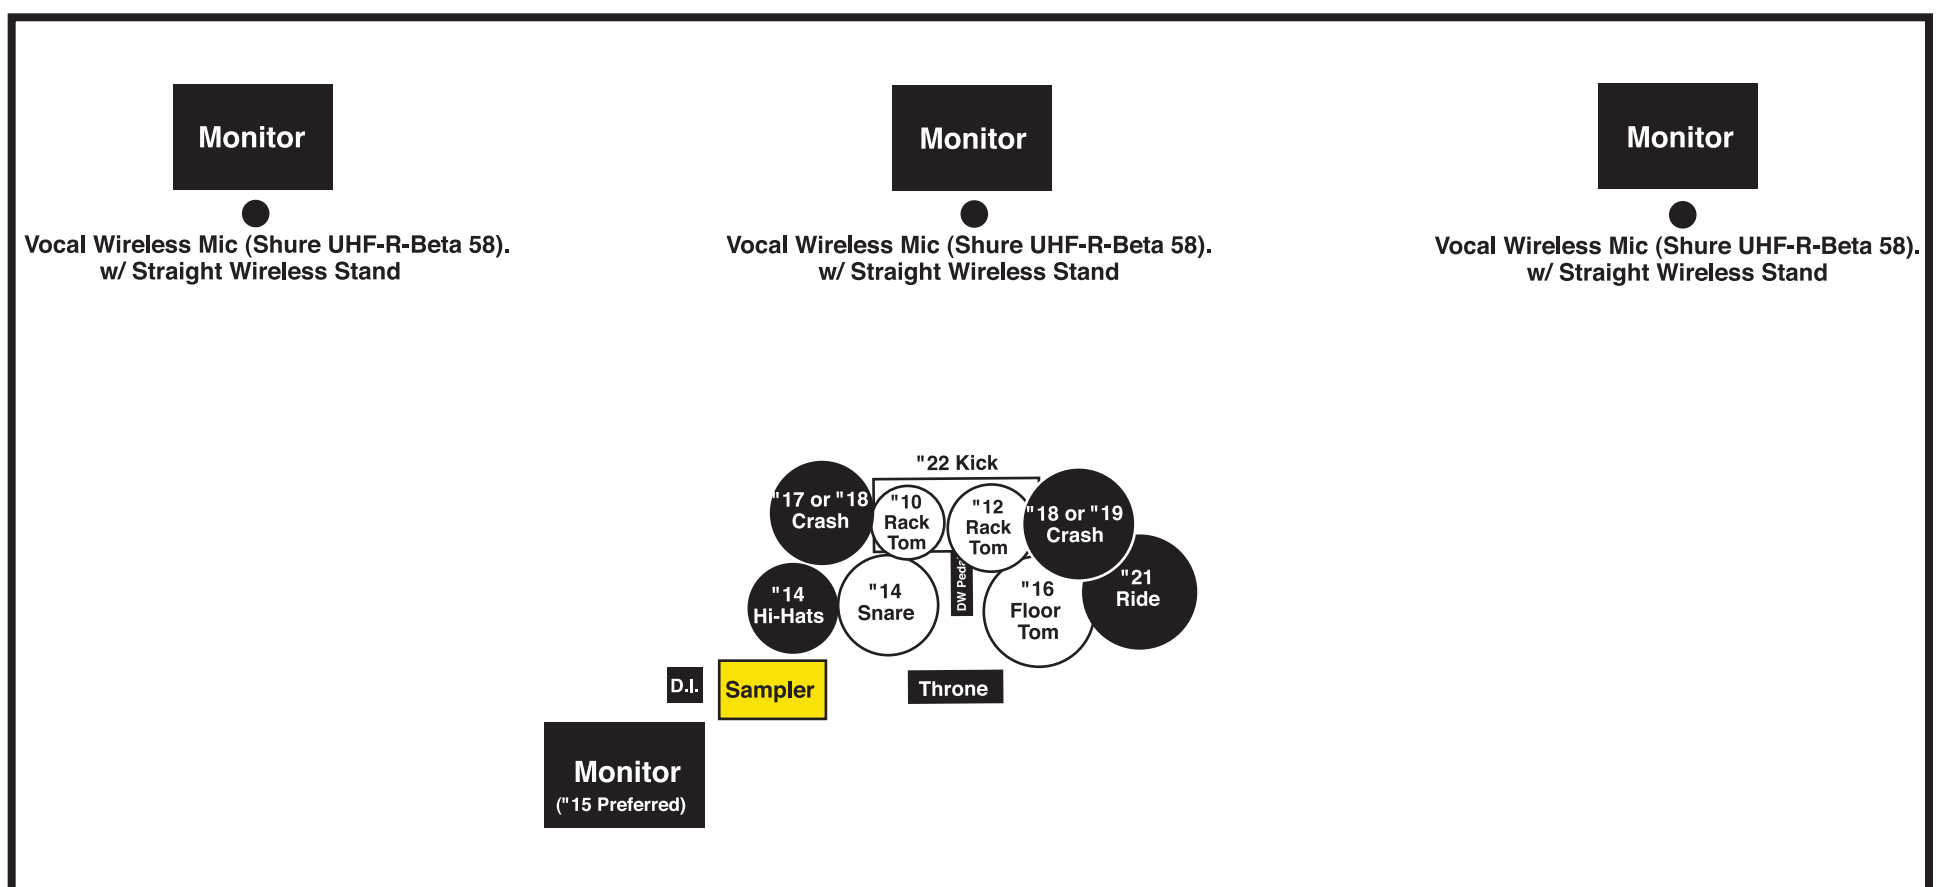 Monitor
Monitor
Monitor
Vocal Wireless Mic (Shure UHF-R-Beta 58).
w/ Straight Wireless Stand
Vocal Wireless Mic (Shure UHF-R-Beta 58).
w/ Straight Wireless Stand
Vocal Wireless Mic (Shure UHF-R-Beta 58).
w/ Straight Wireless Stand
"22 Kick
"17 or "18
Crash
"10
Rack
Tom
"12
Rack
Tom
"18 or "19
Crash
"14
Hi-Hats
"14
Snare
DW
"16
Floor
Tom
"21
Ride
D.I.
Sampler
Throne
Monitor
("15 Preferred)